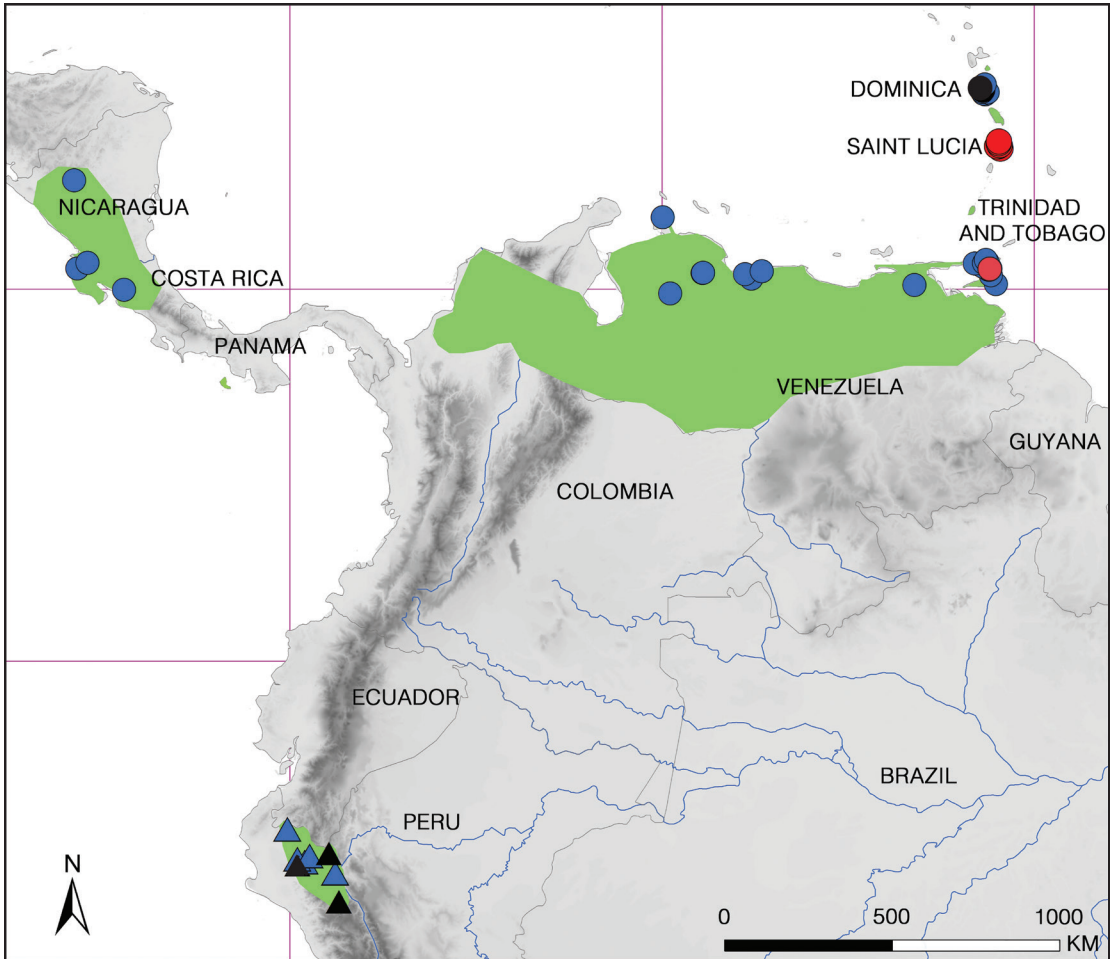 DOMINICA
SAINT LUCIA
TRINIDAD
AND TOBAGO
NICARAGUA
COSTA RICA
PANAMA
VENEZUELA
GUYANA
COLOMBIA
ECUADOR
BRAZIL
PERU
N
0 500 1000
KM